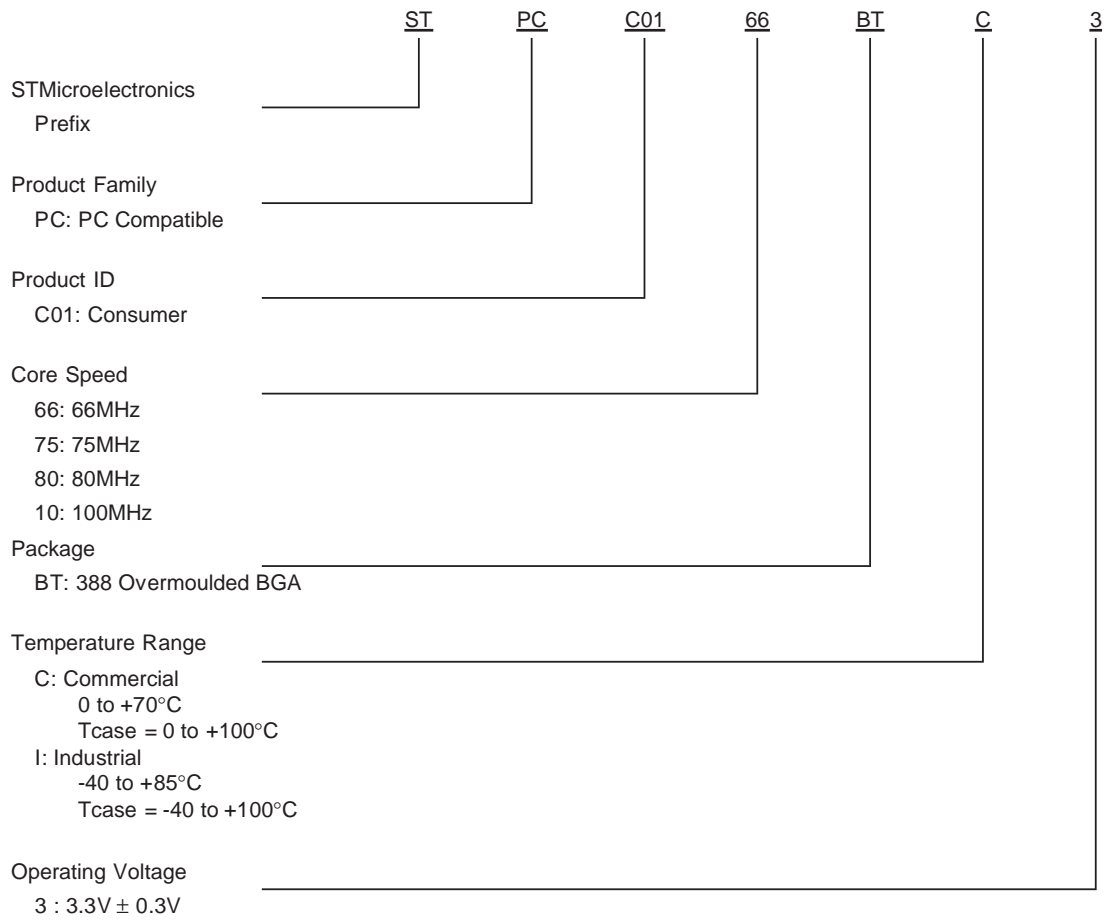 ST PC C01 66 BT C 3
STMicroelectronics
Prefix
Product Family
PC: PC Compatible
Product ID
C01: Consumer
Core Speed
66: 66MHz
75: 75MHz
80: 80MHz
10: 100MHz
Package
BT: 388 Overmoulded BGA
Temperature Range
C: Commercial
0 to +70°C
Tcase = 0 to +100°C
I: Industrial
-40 to +85°C
Tcase = -40 to +100°C
Operating Voltage
3 : 3.3V ± 0.3V